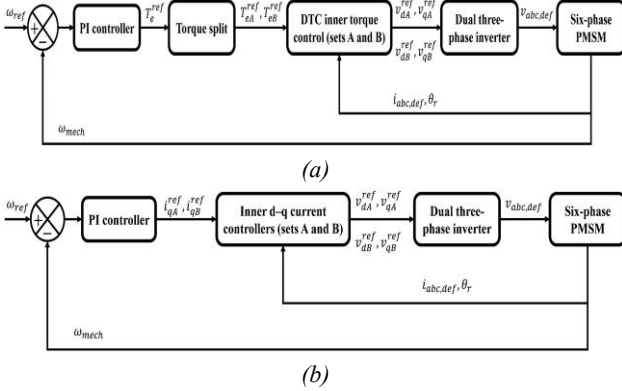 ω_ref
+
−
PI controller
T_e^ref
Torque split
T_eA^ref, T_eB^ref
DTC inner torque
control (sets A and B)
v_dA^ref, v_qA^ref
v_dB^ref, v_qB^ref
Dual three-
phase inverter
v_abc,def
Six-phase
PMSM
i_abc,def, θ_r
ω_mech
(a)
ω_ref
+
−
PI controller
i_qA^ref, i_qB^ref
Inner d–q current
controllers (sets A and B)
v_dA^ref, v_qA^ref
v_dB^ref, v_qB^ref
Dual three-
phase inverter
v_abc,def
Six-phase
PMSM
i_abc,def, θ_r
ω_mech
(b)